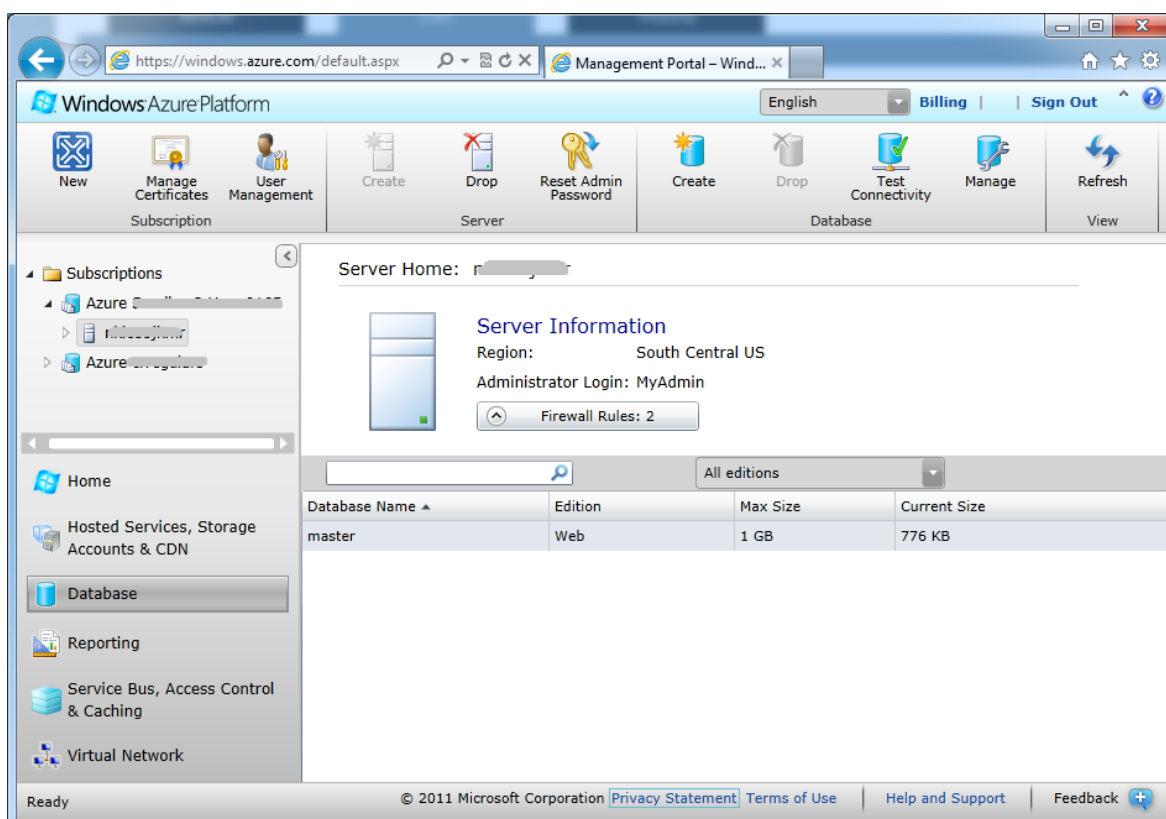 https://windows.azure.com/default.aspx
Management Portal – Wind...
Windows Azure Platform
English
Billing | | Sign Out
New
Manage Certificates
User Management
Subscription
Create
Drop
Reset Admin Password
Server
Create
Drop
Test Connectivity
Manage
Database
Refresh
View
Subscriptions
Azure
Azure
Server Home:
Server Information
Region: South Central US
Administrator Login: MyAdmin
Firewall Rules: 2
All editions
Database Name Edition Max Size Current Size
master Web 1 GB 776 KB
Home
Hosted Services, Storage
Accounts & CDN
Database
Reporting
Service Bus, Access Control
& Caching
Virtual Network
Ready
© 2011 Microsoft Corporation Privacy Statement Terms of Use Help and Support Feedback